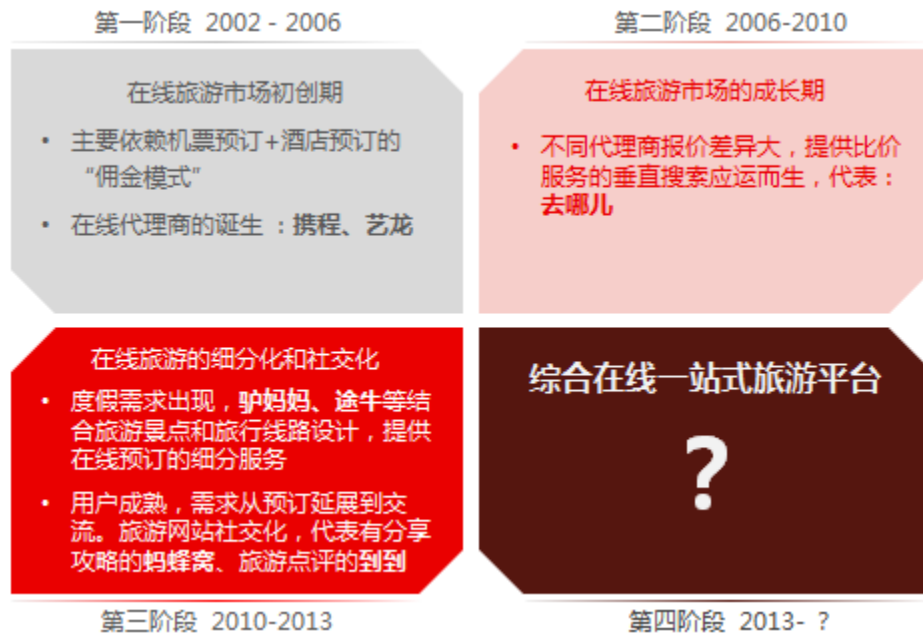 第一阶段 2002 - 2006
在线旅游市场初创期
• 主要依赖机票预订+酒店预订的
“佣金模式”
• 在线代理商的诞生 ：携程、艺龙
第二阶段 2006-2010
在线旅游市场的成长期
• 不同代理商报价差异大，提供比价
服务的垂直搜索应运而生，代表：
去哪儿
在线旅游的细分化和社交化
• 度假需求出现，驴妈妈、途牛等结
合旅游景点和旅行线路设计，提供
在线预订的细分服务
• 用户成熟，需求从预订延展到交
流。旅游网站社交化，代表有分享
攻略的蚂蜂窝、旅游点评的到到
第三阶段 2010-2013
综合在线一站式旅游平台
?
第四阶段 2013- ?